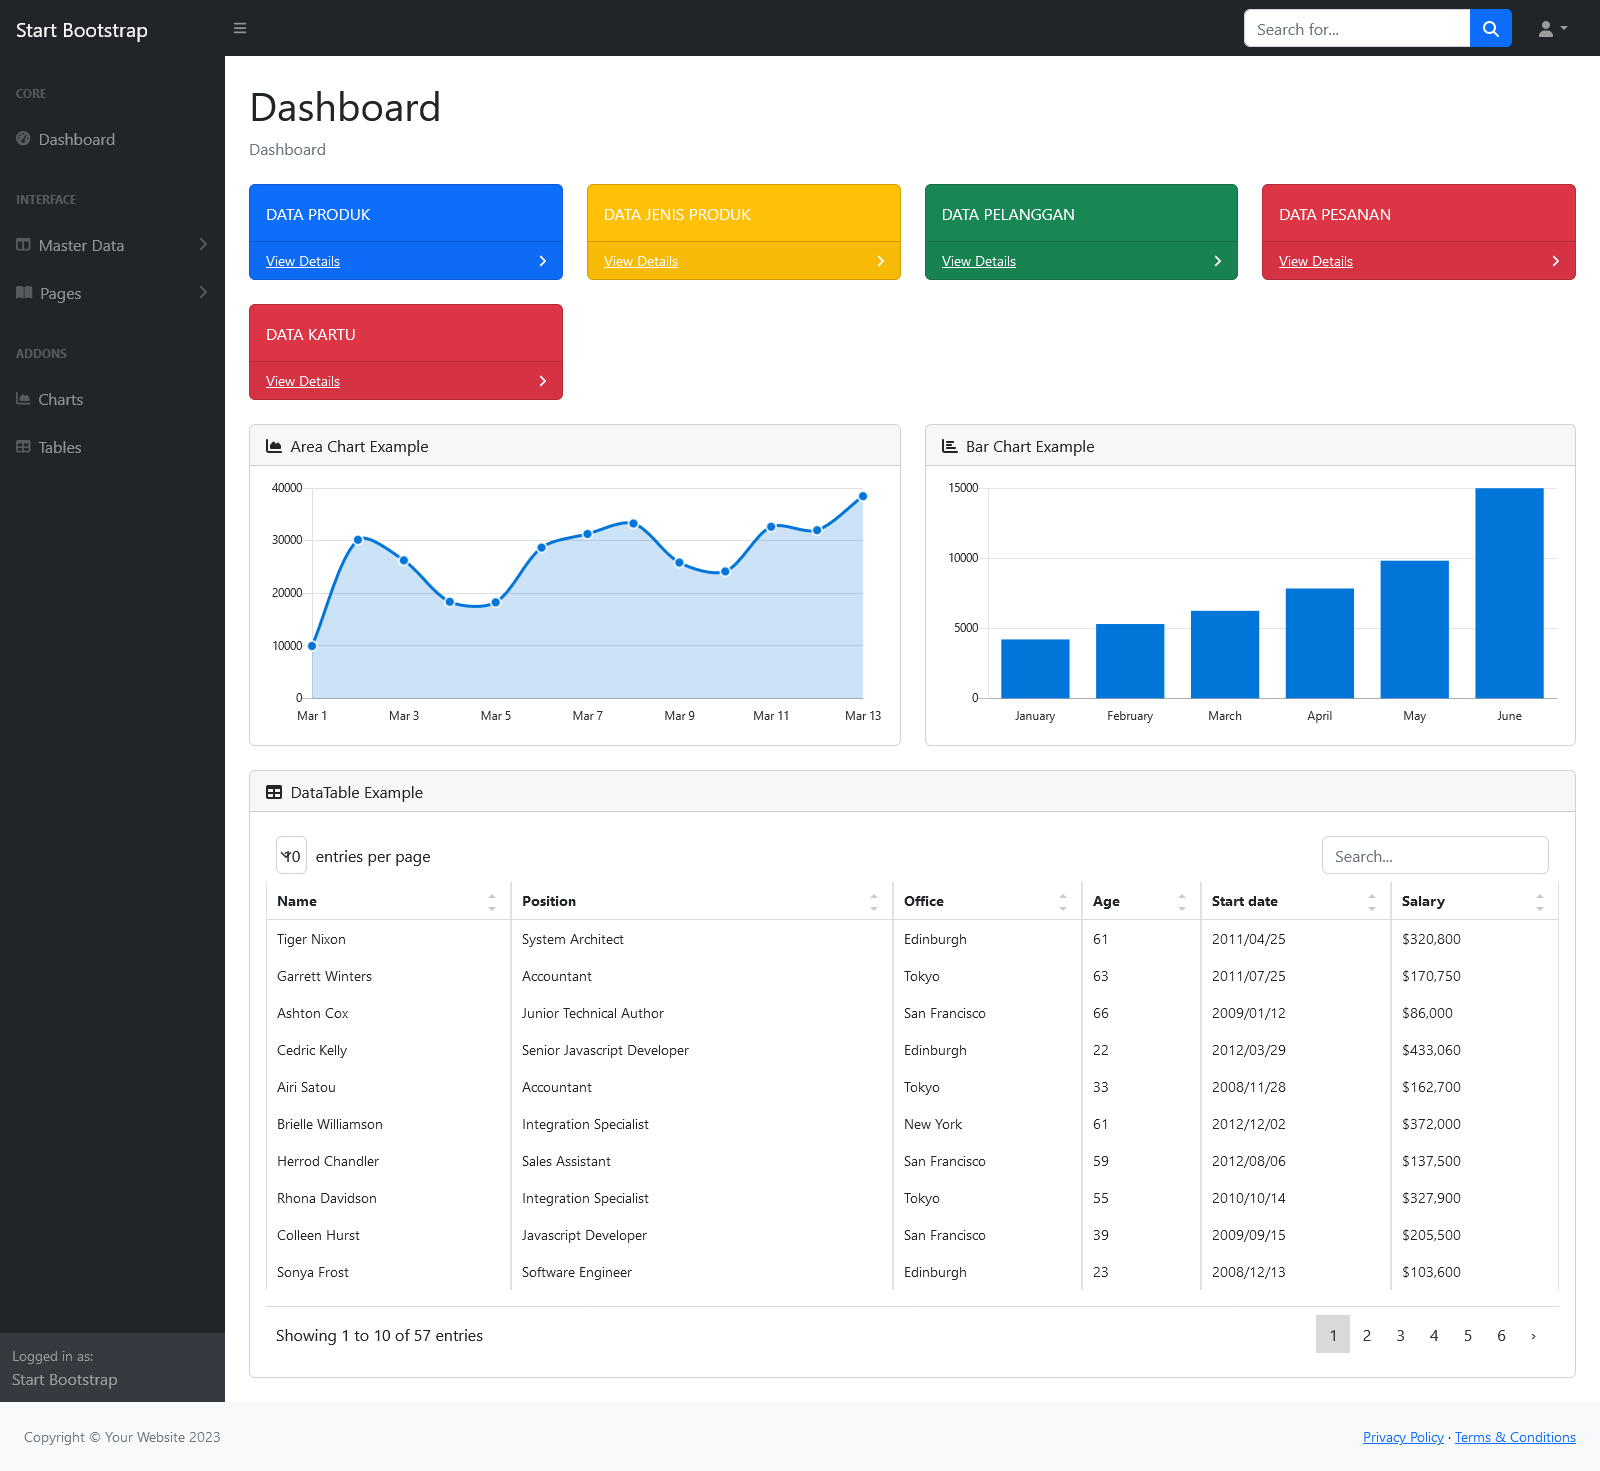 Start Bootstrap
Search for...
CORE
Dashboard
INTERFACE
Master Data
Pages
ADDONS
Charts
Tables
Logged in as:
Start Bootstrap
Dashboard
Dashboard
DATA PRODUK
View Details
DATA JENIS PRODUK
View Details
DATA PELANGGAN
View Details
DATA PESANAN
View Details
DATA KARTU
View Details
Area Chart Example
40000
30000
20000
10000
0
Mar 1 Mar 3 Mar 5 Mar 7 Mar 9 Mar 11 Mar 13
Bar Chart Example
15000
10000
5000
0
January February March April May June
DataTable Example
10 entries per page
Search...
Name Position Office Age Start date Salary
Tiger Nixon System Architect Edinburgh 61 2011/04/25 $320,800
Garrett Winters Accountant Tokyo 63 2011/07/25 $170,750
Ashton Cox Junior Technical Author San Francisco 66 2009/01/12 $86,000
Cedric Kelly Senior Javascript Developer Edinburgh 22 2012/03/29 $433,060
Airi Satou Accountant Tokyo 33 2008/11/28 $162,700
Brielle Williamson Integration Specialist New York 61 2012/12/02 $372,000
Herrod Chandler Sales Assistant San Francisco 59 2012/08/06 $137,500
Rhona Davidson Integration Specialist Tokyo 55 2010/10/14 $327,900
Colleen Hurst Javascript Developer San Francisco 39 2009/09/15 $205,500
Sonya Frost Software Engineer Edinburgh 23 2008/12/13 $103,600
Showing 1 to 10 of 57 entries
1 2 3 4 5 6 ›
Copyright © Your Website 2023
Privacy Policy · Terms & Conditions